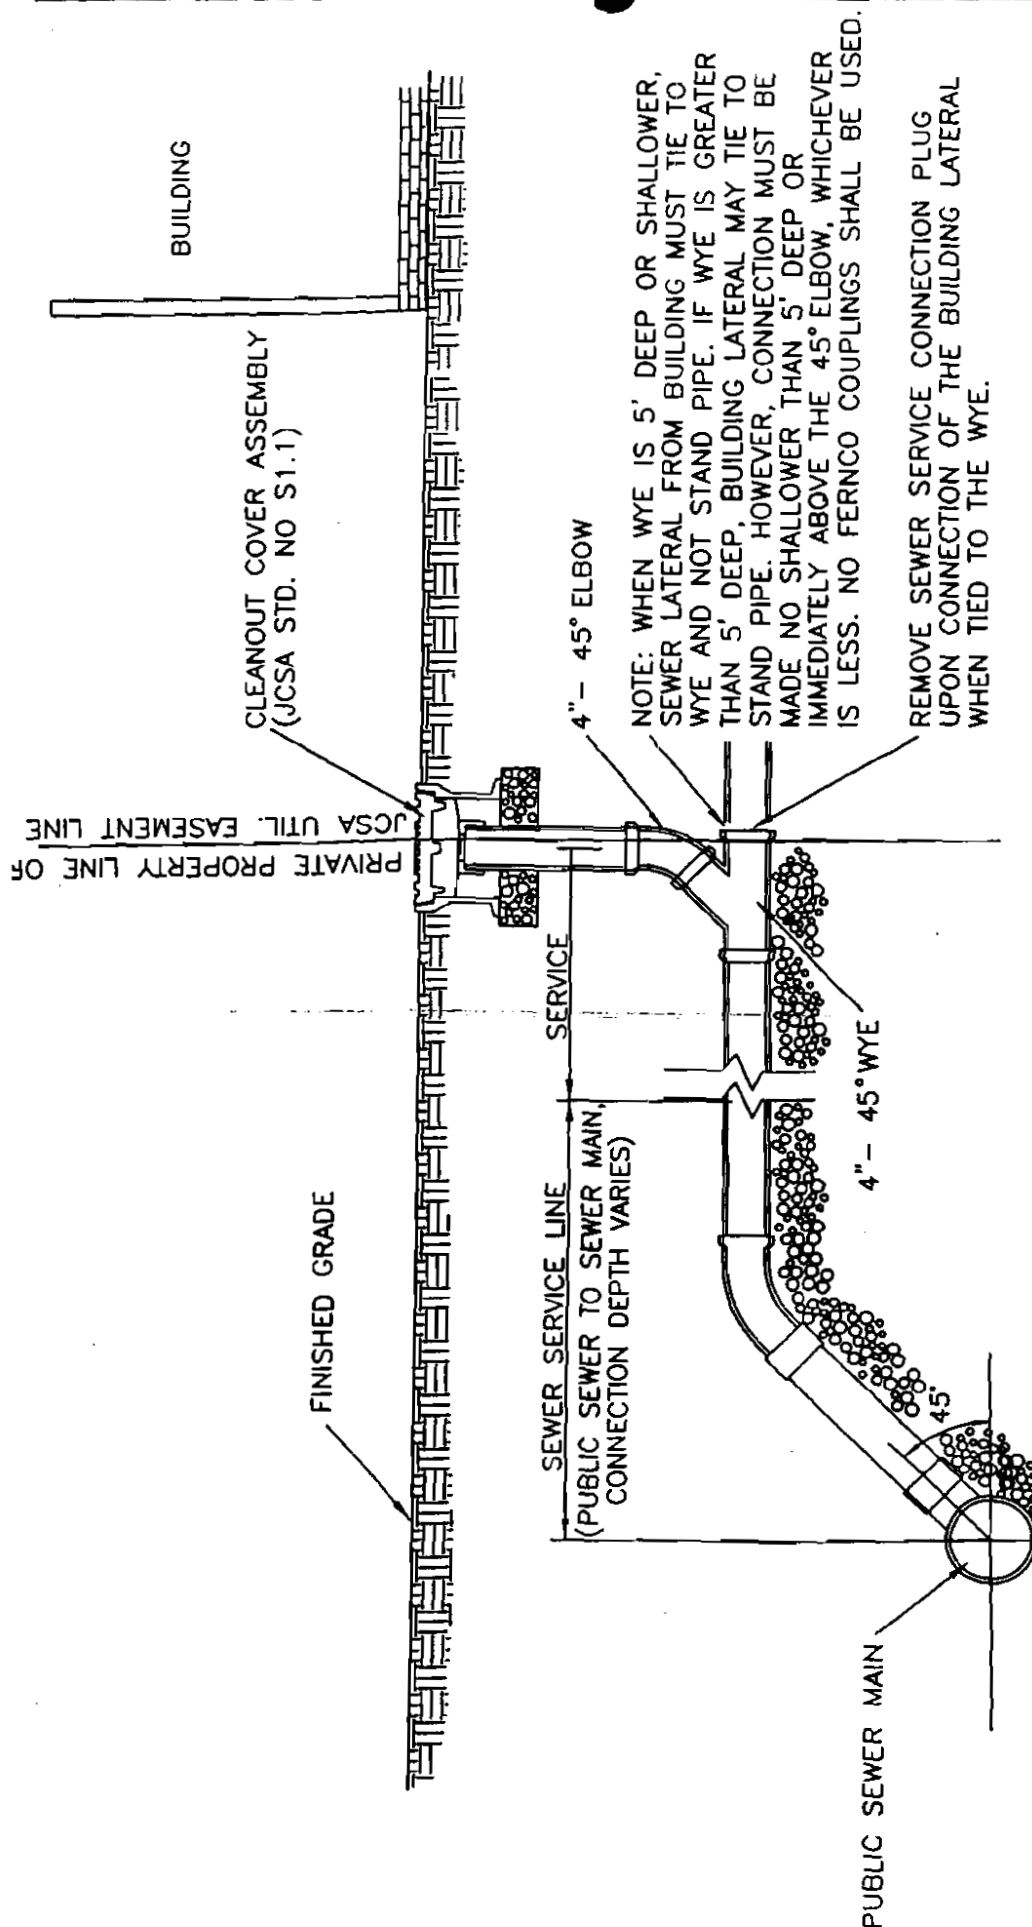 BUILDING
CLEANOUT COVER ASSEMBLY
(JCSA STD. NO S1.1)
PRIVATE PROPERTY LINE OF
JCSA UTIL. EASEMENT LINE
FINISHED GRADE
4"- 45° ELBOW
NOTE: WHEN WYE IS 5' DEEP OR SHALLOWER,
SEWER LATERAL FROM BUILDING MUST TIE TO
WYE AND NOT STAND PIPE. IF WYE IS GREATER
THAN 5' DEEP, BUILDING LATERAL MAY TIE TO
STAND PIPE. HOWEVER, CONNECTION MUST BE
MADE NO SHALLOWER THAN 5' DEEP OR
IMMEDIATELY ABOVE THE 45° ELBOW, WHICHEVER
IS LESS. NO FERNCO COUPLINGS SHALL BE USED.
REMOVE SEWER SERVICE CONNECTION PLUG
UPON CONNECTION OF THE BUILDING LATERAL
WHEN TIED TO THE WYE.
SERVICE
SEWER SERVICE LINE
(PUBLIC SEWER TO SEWER MAIN,
CONNECTION DEPTH VARIES)
4"- 45° WYE
45°
PUBLIC SEWER MAIN